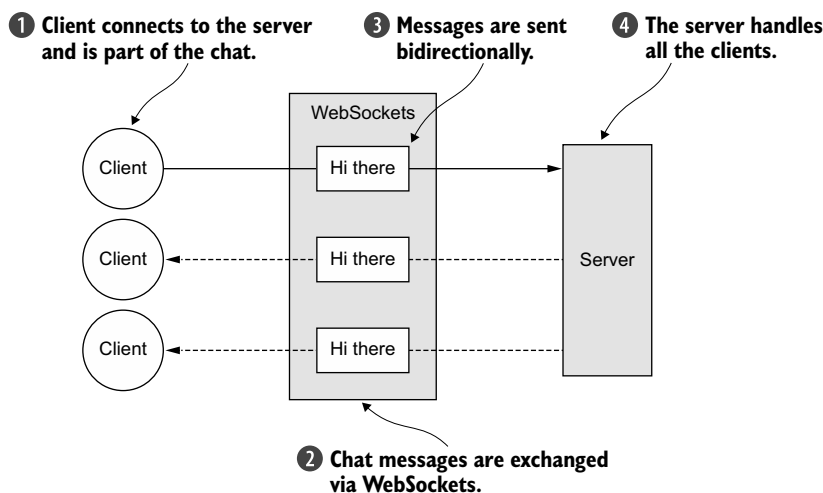 1 Client connects to the server
and is part of the chat.
3 Messages are sent
bidirectionally.
4 The server handles
all the clients.
WebSockets
Client
Hi there
Client
Hi there
Server
Client
Hi there
2 Chat messages are exchanged
via WebSockets.